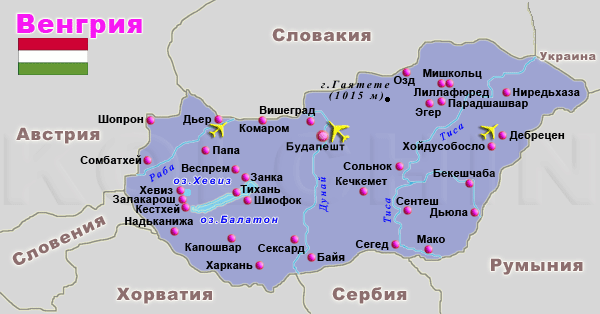 Венгрия
Словакия
Украина
Австрия
Словения
Хорватия
Сербия
Румыния
г.Гаятете
(1015 м)
Озд
Мишкольц
Лиллафюред
Парадшашвар
Эгер
Ниредьхаза
Шопрон
Дьер
Комаром
Вишеград
Будапешт
Тиса
Дебрецен
Хойдусобосло
Сомбатхей
Папа
Раба
Веспрем
оз.Хевиз
Занка
Тихань
Шиофок
Хевиз
Залакарош
Кестхей
оз.Балатон
Надьканижа
Дунай
Сольнок
Кечкемет
Бекешчаба
Тиса
Сентеш
Дьюла
Капошвар
Харкань
Сексард
Байя
Сегед
Мако